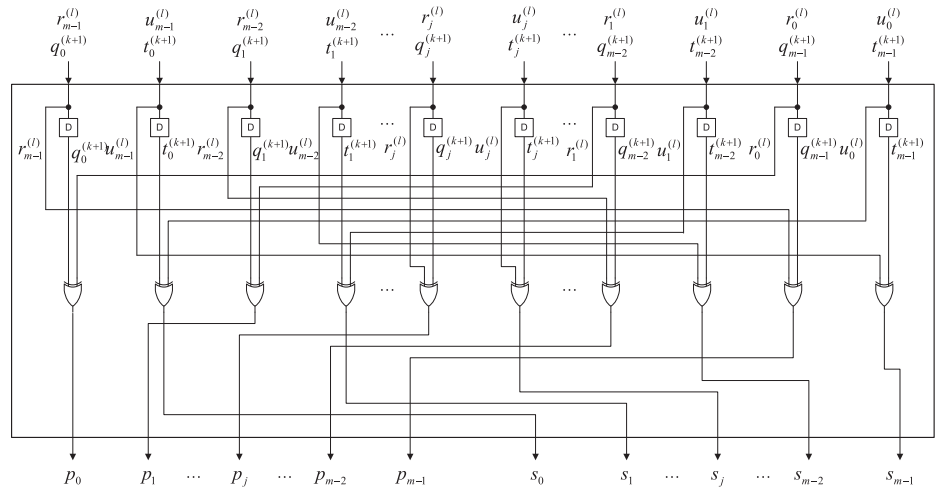 r_{m-1}^{(l)} u_{m-1}^{(l)} r_{m-2}^{(l)} u_{m-2}^{(l)} r_j^{(l)} u_j^{(l)} r_1^{(l)} u_1^{(l)} r_0^{(l)} u_0^{(l)}
q_0^{(k+1)} t_0^{(k+1)} q_1^{(k+1)} t_1^{(k+1)} ... q_j^{(k+1)} t_j^{(k+1)} ... q_{m-2}^{(k+1)} t_{m-2}^{(k+1)} q_{m-1}^{(k+1)} t_{m-1}^{(k+1)}
D D D D ... D D ... D D D D
r_{m-1}^{(l)} q_0^{(k+1)} u_{m-1}^{(l)} t_0^{(k+1)} r_{m-2}^{(l)} q_1^{(k+1)} u_{m-2}^{(l)} t_1^{(k+1)} r_j^{(l)} q_j^{(k+1)} u_j^{(l)} t_j^{(k+1)} r_1^{(l)} q_{m-2}^{(k+1)} u_1^{(l)} t_{m-2}^{(k+1)} r_0^{(l)} q_{m-1}^{(k+1)} u_0^{(l)} t_{m-1}^{(k+1)}
... ...
p_0 p_1 ... p_j ... p_{m-2} p_{m-1} s_0 s_1 ... s_j ... s_{m-2} s_{m-1}